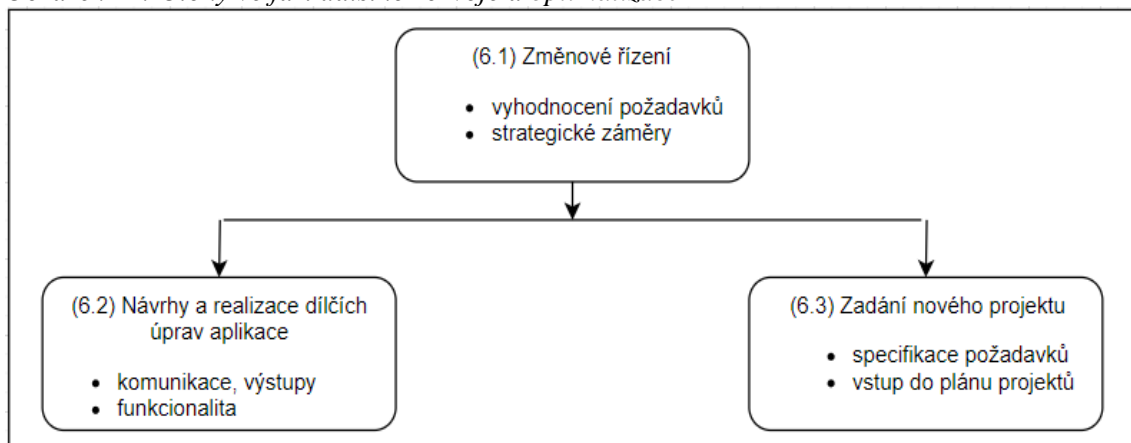 (6.1) Změnové řízení
• vyhodnocení požadavků
• strategické záměry
(6.2) Návrhy a realizace dílčích
úprav aplikace
• komunikace, výstupy
• funkcionalita
(6.3) Zadání nového projektu
• specifikace požadavků
• vstup do plánu projektů